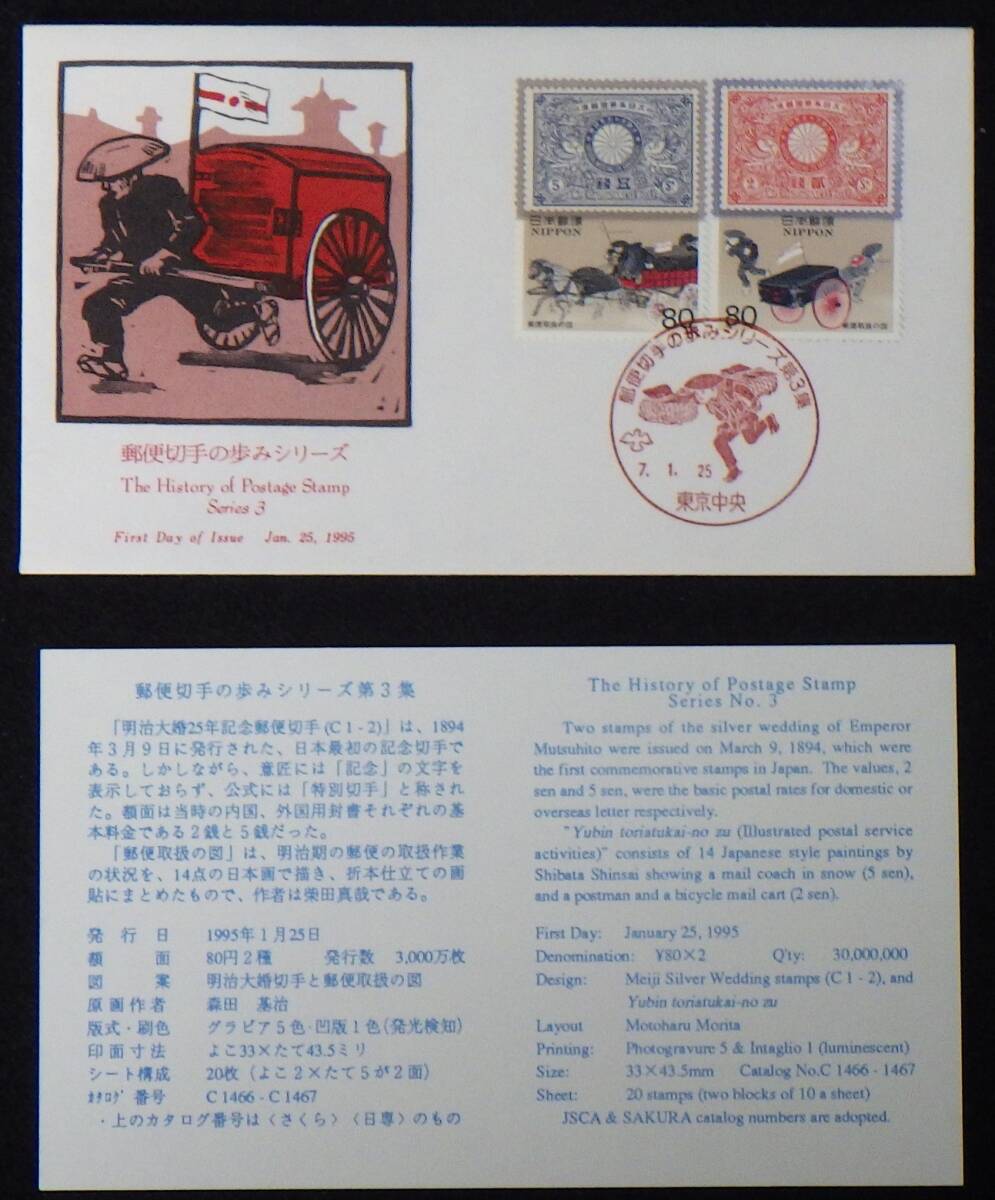 郵便切手の歩みシリーズ
The History of Postage Stamp
Series 3
First Day of Issue Jan. 25, 1995
5 5
2 2
日本郵便
NIPPON
80
郵便取扱の図
日本郵便
NIPPON
80
郵便取扱の図
郵便切手の歩みシリーズ第3集
7. 1. 25
東京中央
郵便切手の歩みシリーズ第3集
「明治大婚25年記念郵便切手(C1-2)」は、1894
年3月9日に発行された、日本最初の記念切手で
ある。しかしながら、意匠には「記念」の文字を
表示しておらず、公式には「特別切手」と称され
た。額面は当時の内国、外国用封書それぞれの基
本料金である2銭と5銭だった。
「郵便取扱の図」は、明治期の郵便の取扱作業
の状況を、14点の日本画で描き、折本仕立ての画
貼にまとめたもので、作者は柴田真哉である。
発行日 1995年1月25日
額面 80円2種 発行数 3,000万枚
図案 明治大婚切手と郵便取扱の図
原画作者 森田 基治
版式・刷色 グラビア5色・凹版1色(発光検知)
印面寸法 よこ33×たて43.5ミリ
シート構成 20枚(よこ2×たて5が2面)
ｶﾀﾛｸﾞ番号 C1466-C1467
・上のカタログ番号は〈さくら〉〈日専〉のもの
The History of Postage Stamp
Series No. 3
Two stamps of the silver wedding of Emperor
Mutsuhito were issued on March 9, 1894, which were
the first commemorative stamps in Japan. The values, 2
sen and 5 sen, were the basic postal rates for domestic or
overseas letter respectively.
"Yubin toriatukai-no zu (Illustrated postal service
activities)" consists of 14 Japanese style paintings by
Shibata Shinsai showing a mail coach in snow (5 sen),
and a postman and a bicycle mail cart (2 sen).
First Day: January 25, 1995
Denomination: ¥80×2 Q'ty: 30,000,000
Design: Meiji Silver Wedding stamps (C1-2), and
Yubin toriatukai-no zu
Layout Motoharu Morita
Printing: Photogravure 5 & Intaglio 1 (luminescent)
Size: 33×43.5mm Catalog No.C 1466 - 1467
Sheet: 20 stamps (two blocks of 10 a sheet)
JSCA & SAKURA catalog numbers are adopted.